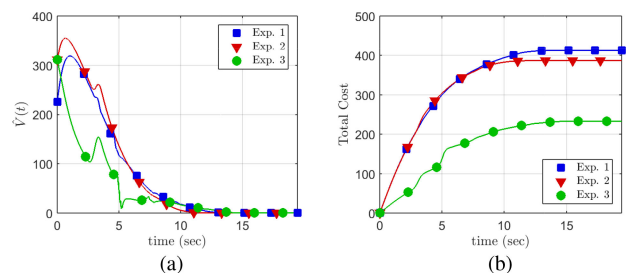 (a)
400
300
200
100
0
0
5
10
15
V̂(t)
time (sec)
Exp. 1
Exp. 2
Exp. 3
(b)
500
400
300
200
100
0
0
5
10
15
Total Cost
time (sec)
Exp. 1
Exp. 2
Exp. 3
(a)
(b)